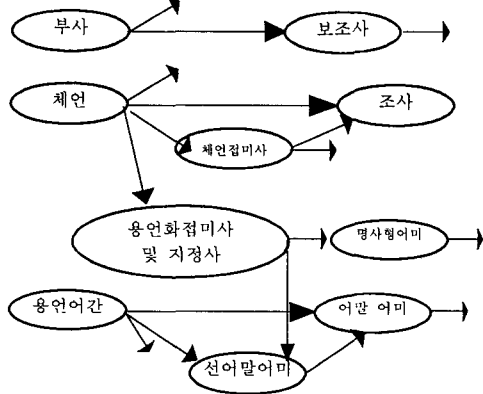 부사
보조사
체언
조사
체언접미사
용언화접미사
및 지정사
명사형어미
용언어간
어말 어미
선어말어미